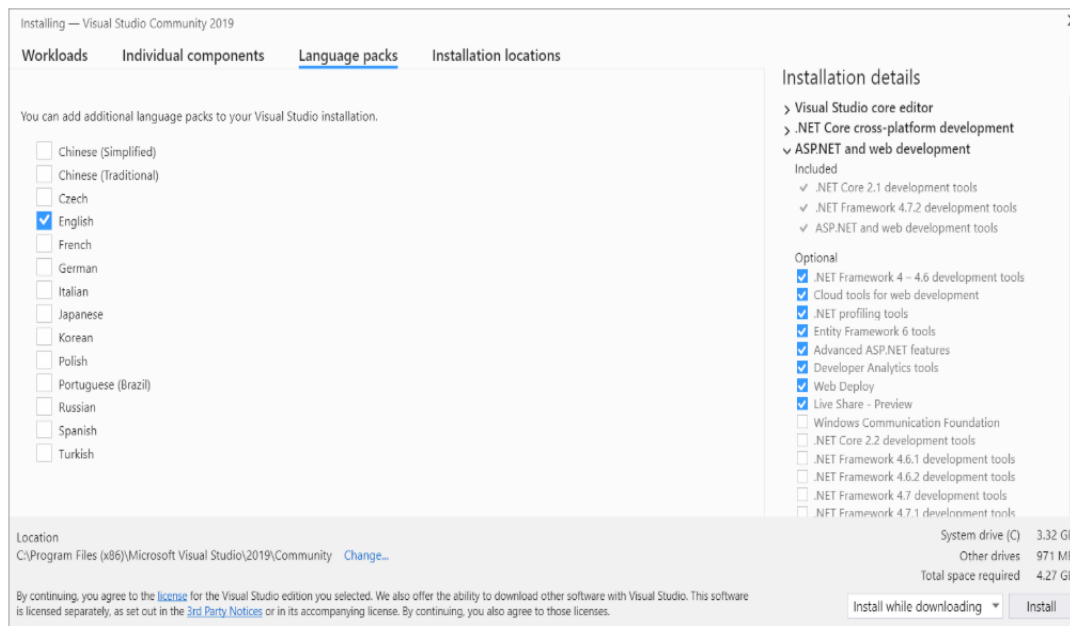 Installing — Visual Studio Community 2019
Workloads
Individual components
Language packs
Installation locations
You can add additional language packs to your Visual Studio installation.
Chinese (Simplified)
Chinese (Traditional)
Czech
English
French
German
Italian
Japanese
Korean
Polish
Portuguese (Brazil)
Russian
Spanish
Turkish
Installation details
Visual Studio core editor
.NET Core cross-platform development
ASP.NET and web development
Included
.NET Core 2.1 development tools
.NET Framework 4.7.2 development tools
ASP.NET and web development tools
Optional
.NET Framework 4 – 4.6 development tools
Cloud tools for web development
.NET profiling tools
Entity Framework 6 tools
Advanced ASP.NET features
Developer Analytics tools
Web Deploy
Live Share - Preview
Windows Communication Foundation
.NET Core 2.2 development tools
.NET Framework 4.6.1 development tools
.NET Framework 4.6.2 development tools
.NET Framework 4.7 development tools
.NET Framework 4.7.1 development tools
Location
C:\Program Files (x86)\Microsoft Visual Studio\2019\Community Change...
System drive (C) 3.32
Other drives 971
Total space required 4.27
By continuing, you agree to the license for the Visual Studio edition you selected. We also offer the ability to download other software with Visual Studio. This software
is licensed separately, as set out in the 3rd Party Notices or in its accompanying license. By continuing, you also agree to those licenses.
Install while downloading
Install